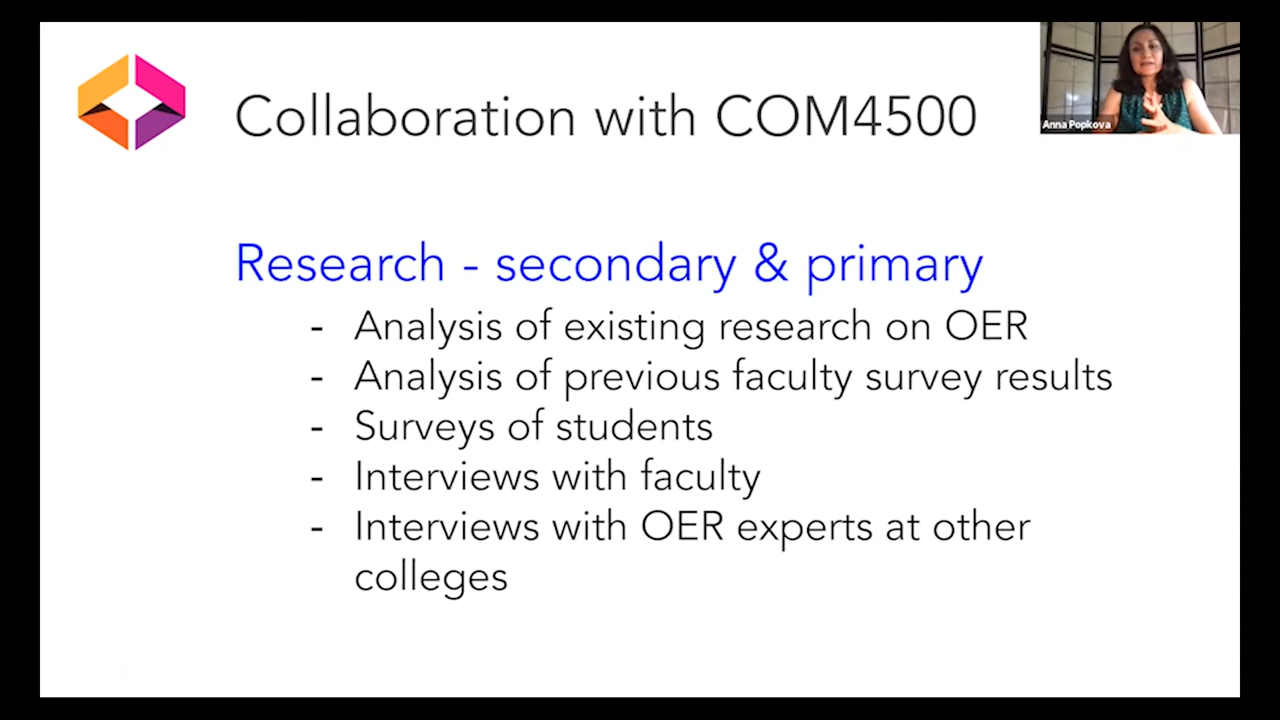 Collaboration with COM4500
Anna Popkova
Research - secondary & primary
- Analysis of existing research on OER
- Analysis of previous faculty survey results
- Surveys of students
- Interviews with faculty
- Interviews with OER experts at other
colleges